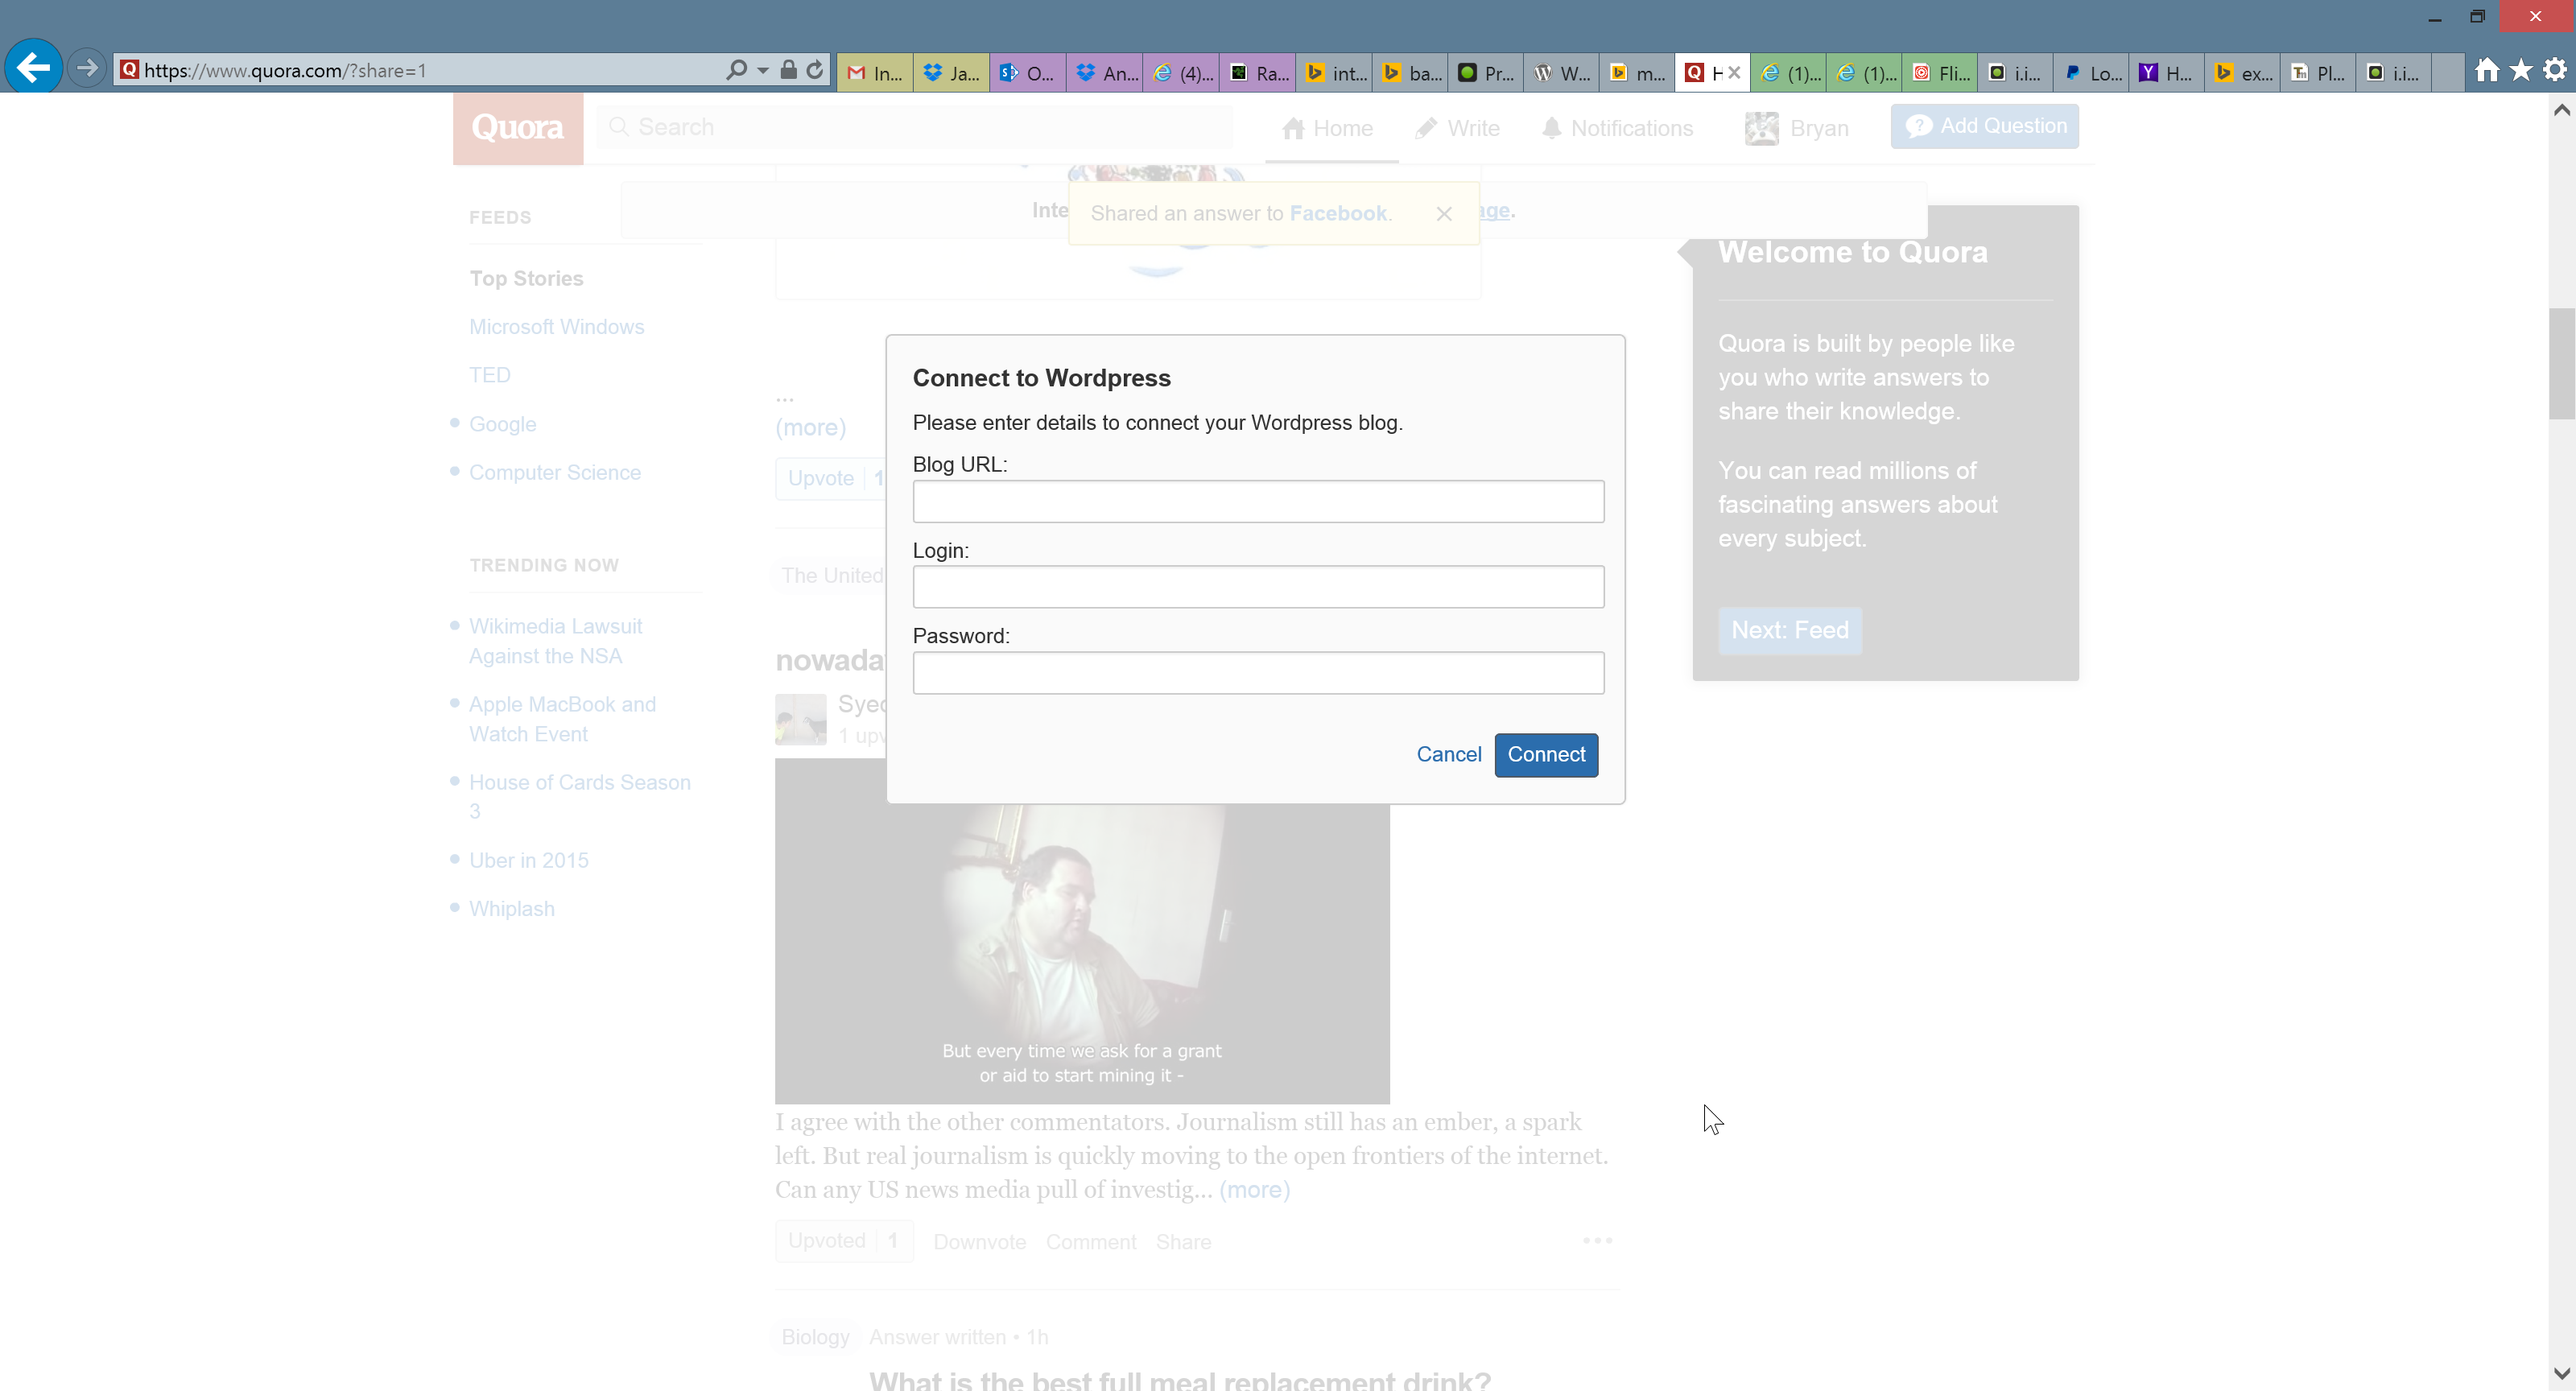 https://www.quora.com/?share=1
In...
Ja...
O...
An...
(4)...
Ra...
int...
ba...
Pr...
W...
m...
H
(1)...
(1)...
Fli...
i.i...
Lo...
H...
ex...
Pl...
i.i...
Quora
Search
Home
Write
Notifications
Bryan
Add Question
Inte
Shared an answer to Facebook.
age.
FEEDS
Top Stories
Microsoft Windows
TED
Google
Computer Science
TRENDING NOW
Wikimedia Lawsuit
Against the NSA
Apple MacBook and
Watch Event
House of Cards Season
3
Uber in 2015
Whiplash
...
(more)
Upvote 1
The United
nowada
Syed
1 upv
Connect to Wordpress
Please enter details to connect your Wordpress blog.
Blog URL:
Login:
Password:
Cancel
Connect
Welcome to Quora
Quora is built by people like
you who write answers to
share their knowledge.
You can read millions of
fascinating answers about
every subject.
Next: Feed
But every time we ask for a grant
or aid to start mining it -
I agree with the other commentators. Journalism still has an ember, a spark
left. But real journalism is quickly moving to the open frontiers of the internet.
Can any US news media pull of investig... (more)
Upvoted 1
Downvote Comment Share
Biology Answer written • 1h
What is the best full meal replacement drink?